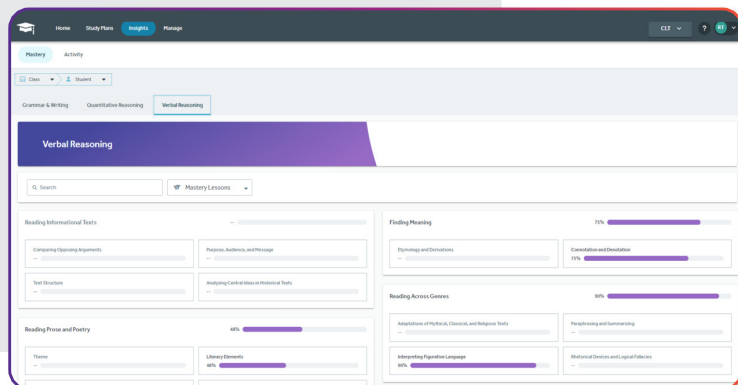 Home Study Plans Insights Manage CLT ? RT
Mastery Activity
Class Student
Grammar & Writing Quantitative Reasoning Verbal Reasoning
Verbal Reasoning
Search Mastery Lessons
Reading Informational Texts --
Comparing Opposing Arguments
--
Purpose, Audience, and Message
--
Text Structure
--
Analyzing Central Ideas in Historical Texts
--
Reading Prose and Poetry 48%
Theme
--
Literary Elements
48%
Finding Meaning 75%
Etymology and Derivations
--
Connotation and Denotation
75%
Reading Across Genres 90%
Adaptations of Mythical, Classical, and Religious Texts
--
Paraphrasing and Summarizing
--
Interpreting Figurative Language
90%
Rhetorical Devices and Logical Fallacies
--